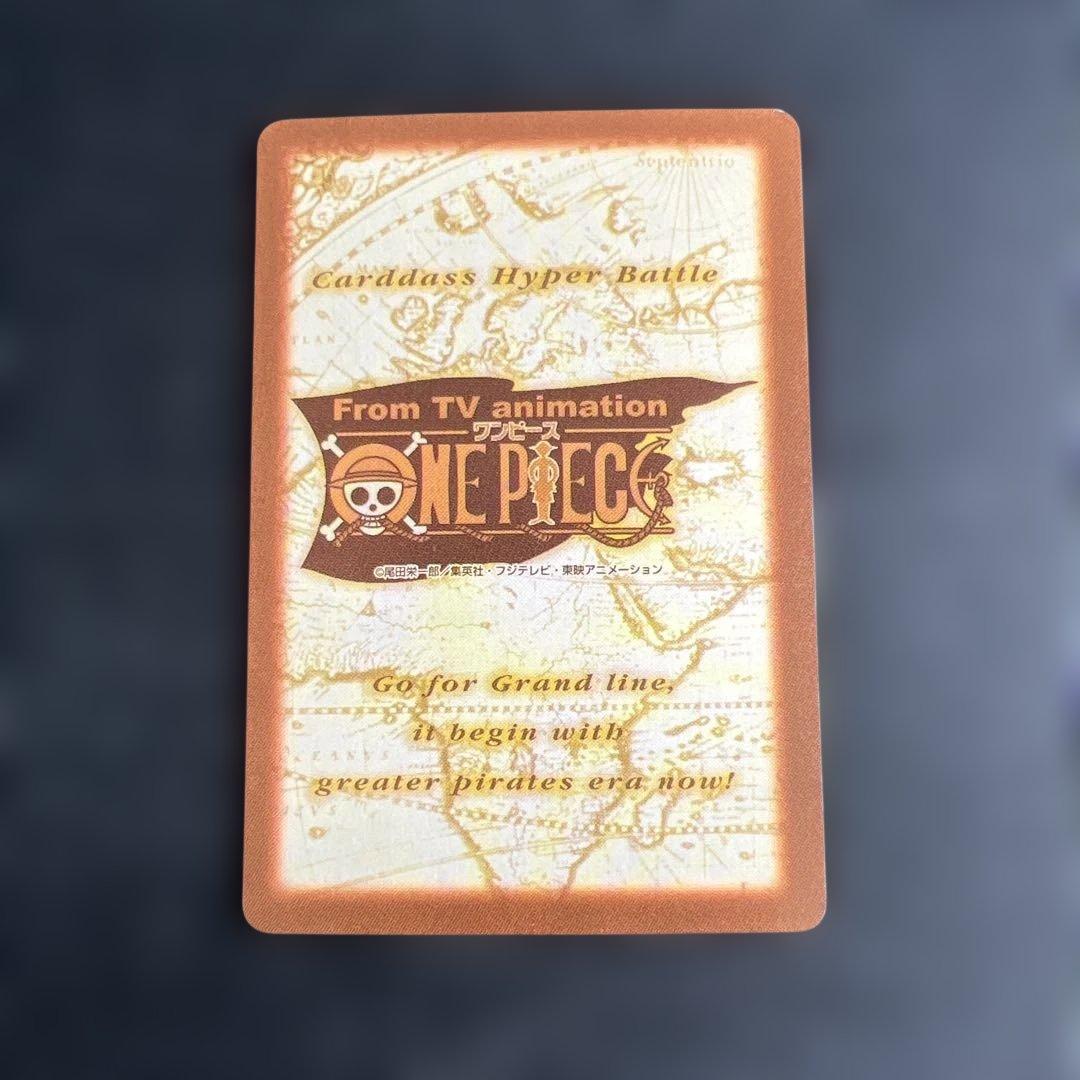 Septentrio
Carddass Hyper Battle
From TV animation
ワンピース
ONE PIECE
©尾田栄一郎／集英社・フジテレビ・東映アニメーション
Go for Grand line,
it begin with
greater pirates era now!